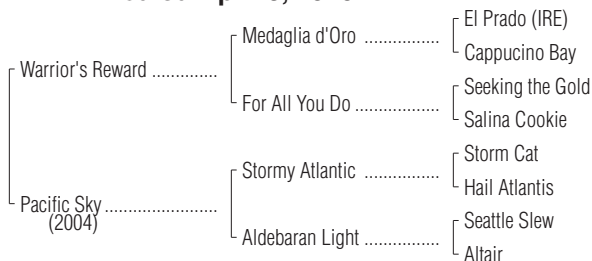 El Prado (IRE)
Medaglia d'Oro ...............
Cappucino Bay
Warrior's Reward .............
Seeking the Gold
For All You Do .................
Salina Cookie
Storm Cat
Stormy Atlantic ...............
Hail Atlantis
Pacific Sky ......................
(2004)
Seattle Slew
Aldebaran Light ...............
Altair